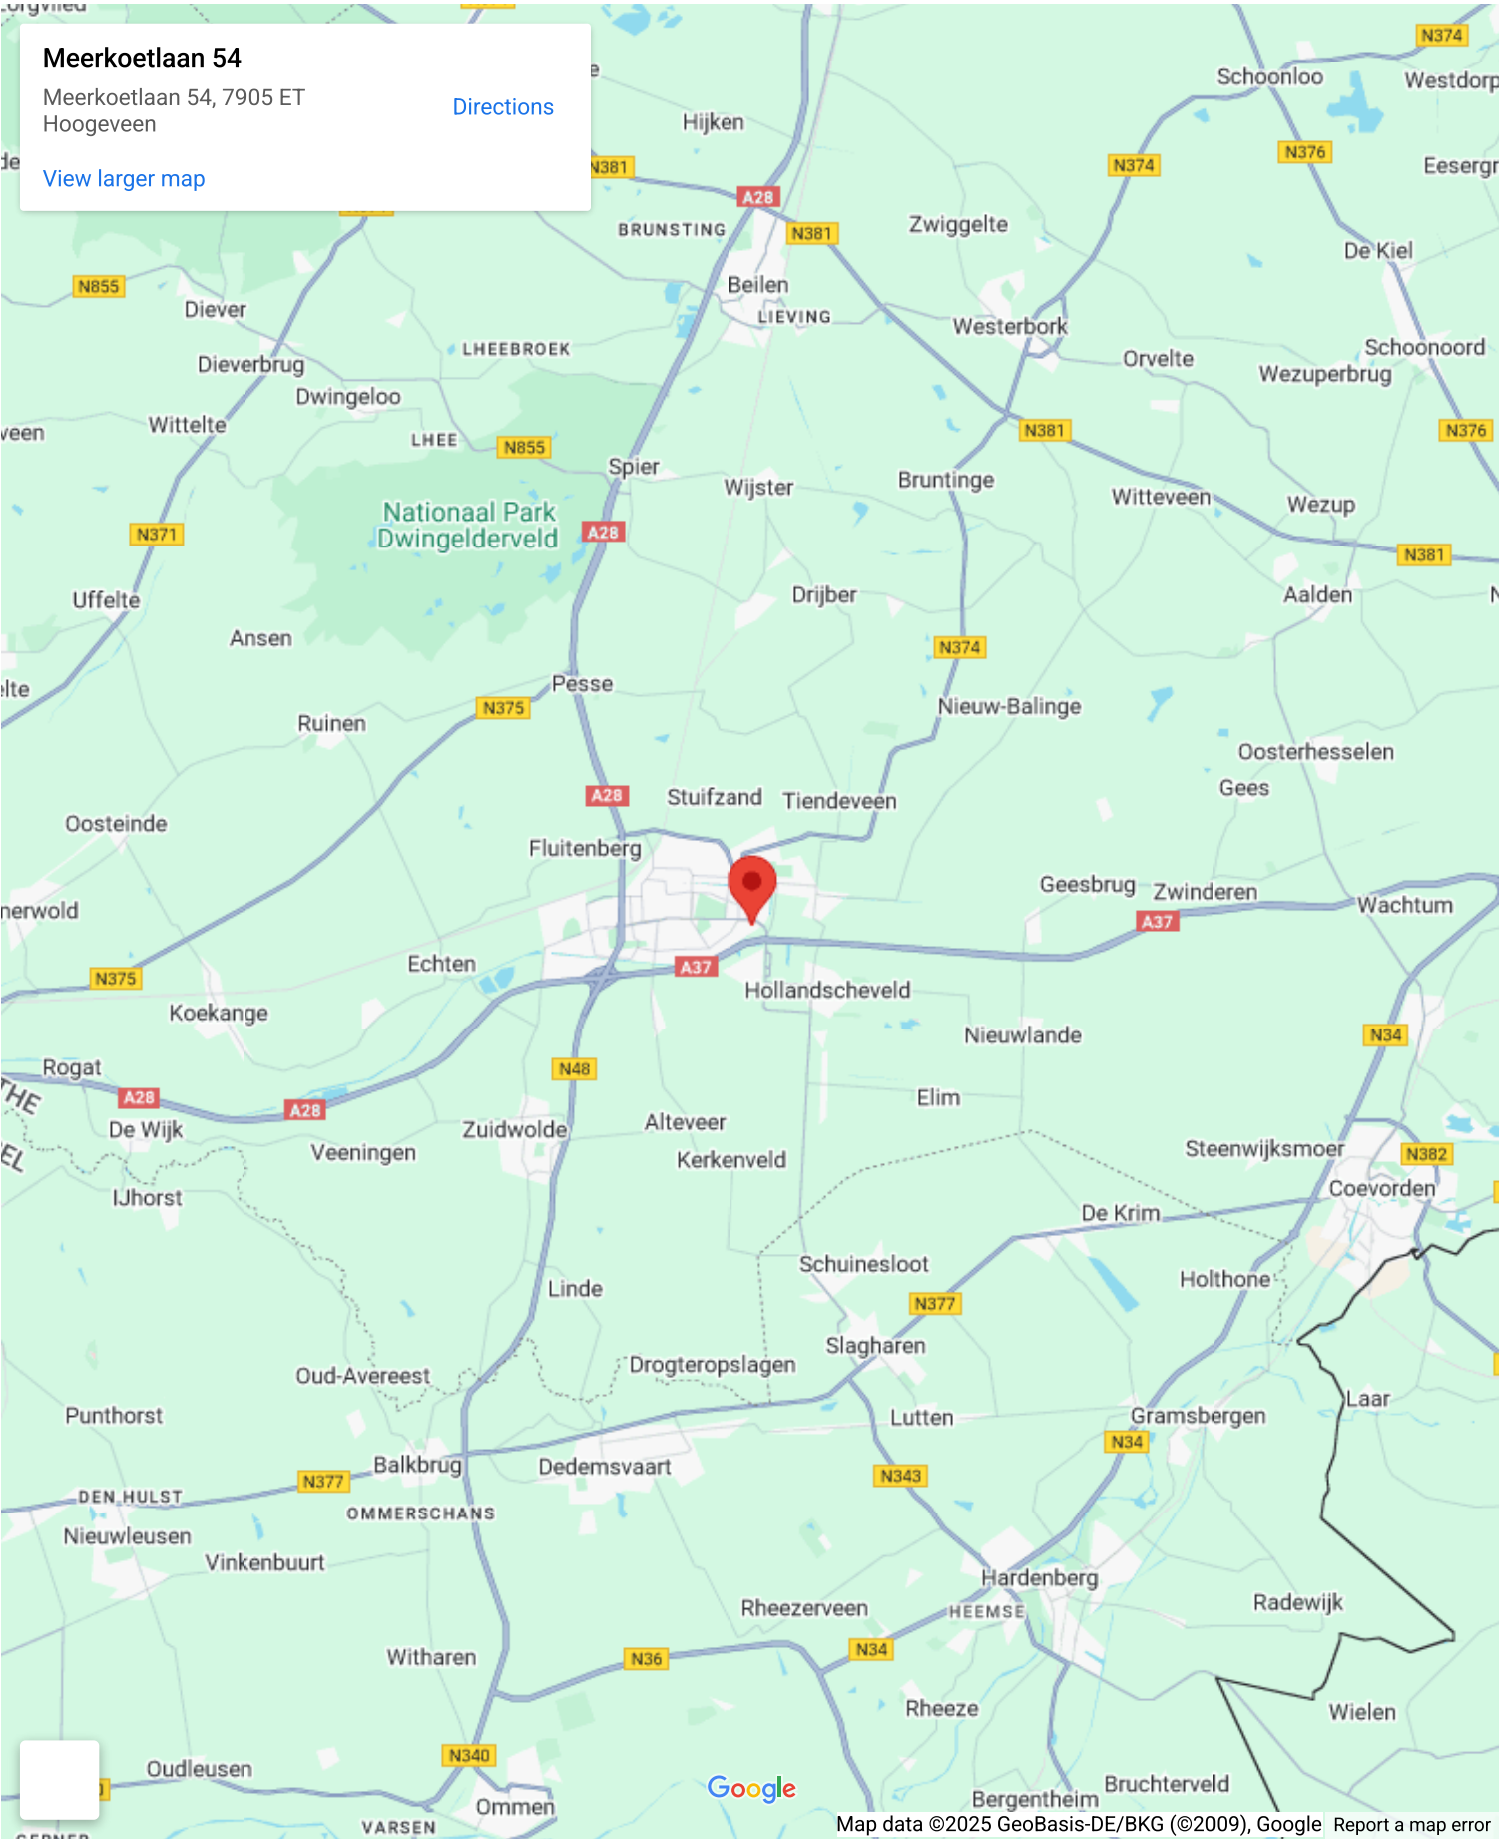 Meerkoetlaan 54
Meerkoetlaan 54, 7905 ET
Hoogeveen
Directions
View larger map
N374
Schoonloo
Westdorp
Hijken
N376
N381
N374
Eesergr
A28
BRUNSTING
N381
Zwiggelte
De Kiel
N855
Beilen
Diever
LIEVING
Westerbork
LHEEBROEK
Schoonoord
Dieverbrug
Orvelte
Wezuperbrug
Dwingeloo
Wittelte
veen
LHEE
N855
N381
N376
Spier
Wijster
Bruntinge
Witteveen
Wezup
Nationaal Park
Dwingelderveld
N371
A28
N381
Uffelte
Drijber
Aalden
Ansen
N374
elte
Pesse
N375
Nieuw-Balinge
Ruinen
Oosterhesselen
Gees
A28
Stuifzand
Tiendeveen
Oosteinde
Fluitenberg
Geesbrug
Zwinderen
nerwold
Wachtum
A37
Echten
A37
N375
Hollandscheveld
Koekange
Nieuwlande
N34
Rogat
N48
THE
A28
A28
Elim
De Wijk
Zuidwolde
Alteveer
EL
Veeningen
Kerkenveld
Steenwijksmoer
N382
IJhorst
Coevorden
De Krim
Schuinesloot
Linde
Holthone
N377
Slagharen
Oud-Avereest
Drogteropslagen
Laar
Punthorst
Lutten
Gramsbergen
N34
Balkbrug
Dedemsvaart
N377
N343
DEN HULST
OMMERSCHANS
Nieuwleusen
Vinkenbuurt
Hardenberg
Rheezerveen
HEEMSE
Radewijk
Witharen
N36
N34
Rheeze
Wielen
N340
Oudleusen
Google
Bruchterveld
Bergentheim
Ommen
VARSEN
Map data ©2025 GeoBasis-DE/BKG (©2009), Google
Report a map error